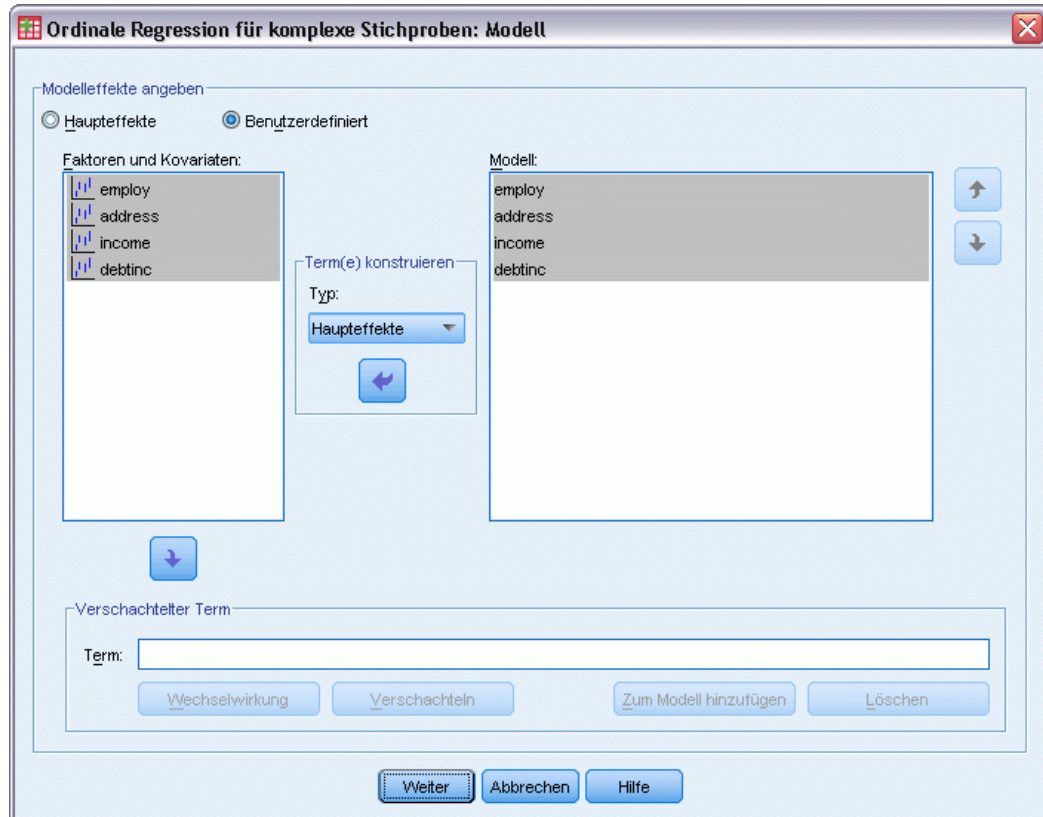 Ordinale Regression für komplexe Stichproben: Modell
Modelleffekte angeben
Haupteffekte
Benutzerdefiniert
Faktoren und Kovariaten:
employ
address
income
debtinc
Term(e) konstruieren
Typ:
Haupteffekte
Modell:
employ
address
income
debtinc
Verschachtelter Term
Term:
Wechselwirkung
Verschachteln
Zum Modell hinzufügen
Löschen
Weiter
Abbrechen
Hilfe